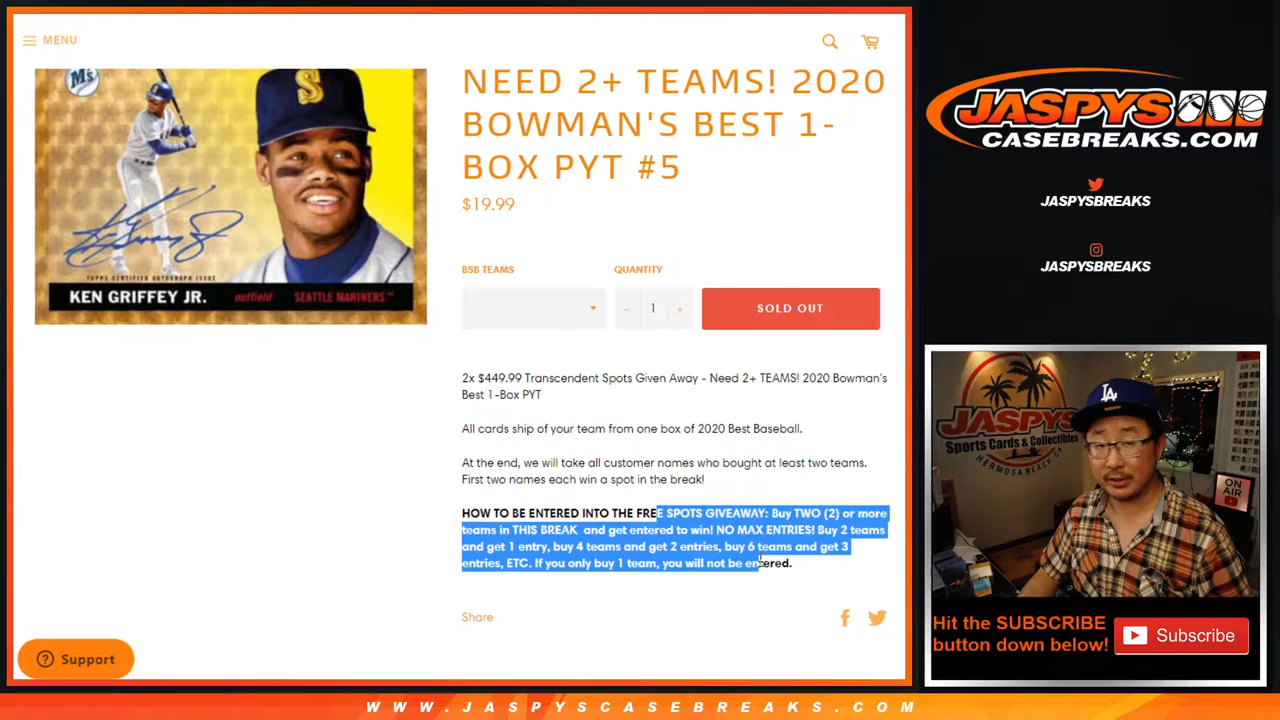 MENU
M's
S
KEN GRIFFEY JR. outfield SEATTLE MARINERS™
TOPPS CERTIFIED AUTOGRAPH ISSUE
NEED 2+ TEAMS! 2020
BOWMAN'S BEST 1-
BOX PYT #5
$19.99
BSB TEAMS
QUANTITY
− 1 +
SOLD OUT
2x $449.99 Transcendent Spots Given Away - Need 2+ TEAMS! 2020 Bowman's
Best 1-Box PYT
All cards ship of your team from one box of 2020 Best Baseball.
At the end, we will take all customer names who bought at least two teams.
First two names each win a spot in the break!
HOW TO BE ENTERED INTO THE FREE SPOTS GIVEAWAY: Buy TWO (2) or more
teams in THIS BREAK and get entered to win! NO MAX ENTRIES! Buy 2 teams
and get 1 entry, buy 4 teams and get 2 entries, buy 6 teams and get 3
entries, ETC. If you only buy 1 team, you will not be entered.
Share
Support
JASPYS
CASEBREAKS.COM
JASPYSBREAKS
JASPYSBREAKS
JASPYS
Sports Cards & Collectibles
HERMOSA BEACH, CA
LA
ON
AIR
Hit the SUBSCRIBE
button down below!
Subscribe
WWW.JASPYSCASEBREAKS.COM